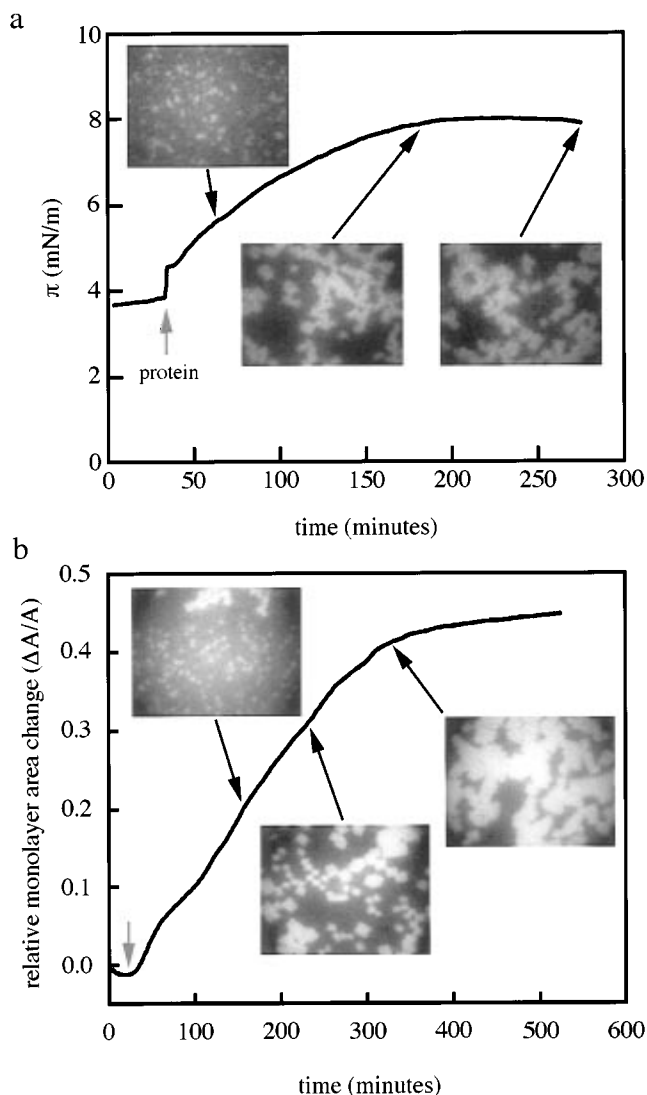 a
10
8
6
4
2
0
π (mN/m)
protein
0 50 100 150 200 250 300
time (minutes)
b
0.5
0.4
0.3
0.2
0.1
0.0
relative monolayer area change (ΔA/A)
0 100 200 300 400 500 600
time (minutes)